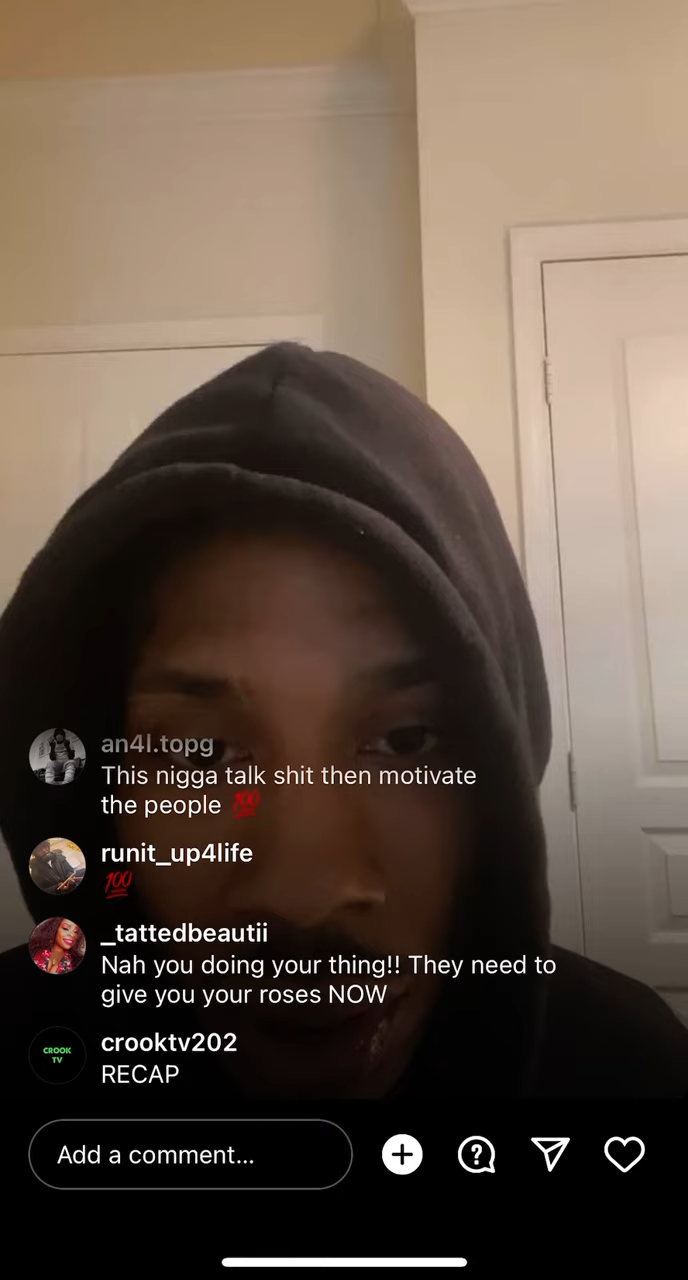 an4l.topg
This nigga talk shit then motivate
the people 💯
runit_up4life
💯
_tattedbeautii
Nah you doing your thing!! They need to
give you your roses NOW
CROOK
TV
crooktv202
RECAP
Add a comment...